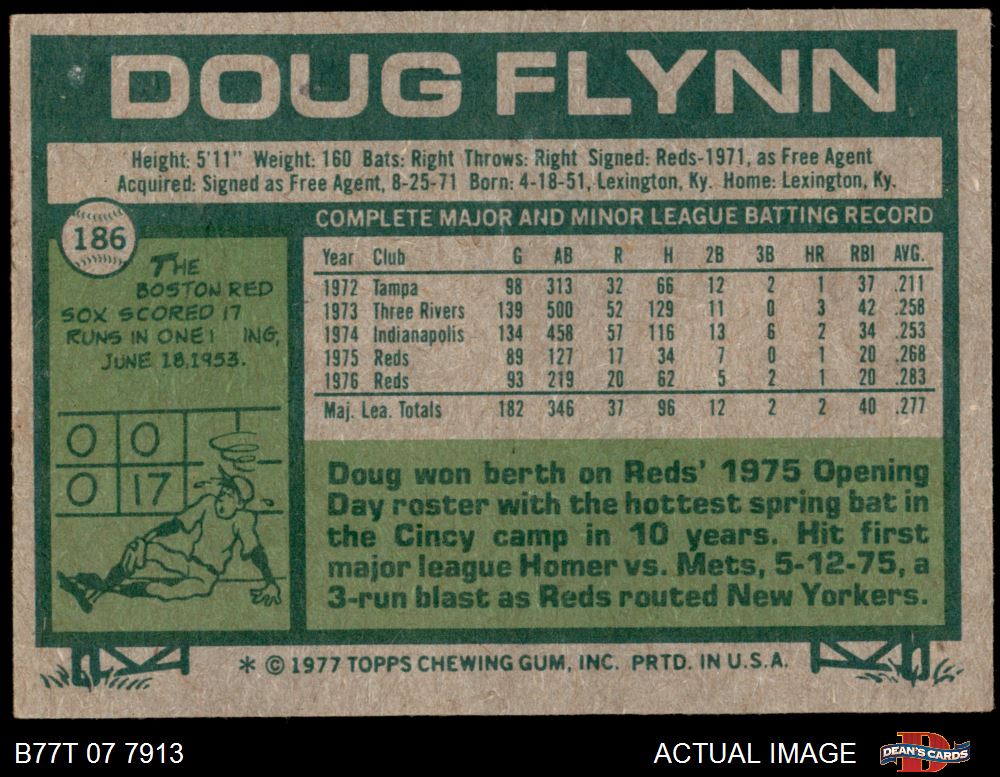 DOUG FLYNN
Height: 5'11" Weight: 160 Bats: Right Throws: Right Signed: Reds-1971, as Free Agent
Acquired: Signed as Free Agent, 8-25-71 Born: 4-18-51, Lexington, Ky. Home: Lexington, Ky.
186
THE
BOSTON RED
SOX SCORED 17
RUNS IN ONE I ING,
JUNE 18,1953.
0 0
0 17
COMPLETE MAJOR AND MINOR LEAGUE BATTING RECORD
Year Club G AB R H 2B 3B HR RBI AVG.
1972 Tampa 98 313 32 66 12 2 1 37 .211
1973 Three Rivers 139 500 52 129 11 0 3 42 .258
1974 Indianapolis 134 458 57 116 13 6 2 34 .253
1975 Reds 89 127 17 34 7 0 1 20 .268
1976 Reds 93 219 20 62 5 2 1 20 .283
Maj. Lea. Totals 182 346 37 96 12 2 2 40 .277
Doug won berth on Reds' 1975 Opening
Day roster with the hottest spring bat in
the Cincy camp in 10 years. Hit first
major league Homer vs. Mets, 5-12-75, a
3-run blast as Reds routed New Yorkers.
* © 1977 TOPPS CHEWING GUM, INC. PRTD. IN U.S.A.
B77T 07 7913
ACTUAL IMAGE
DEAN'S CARDS